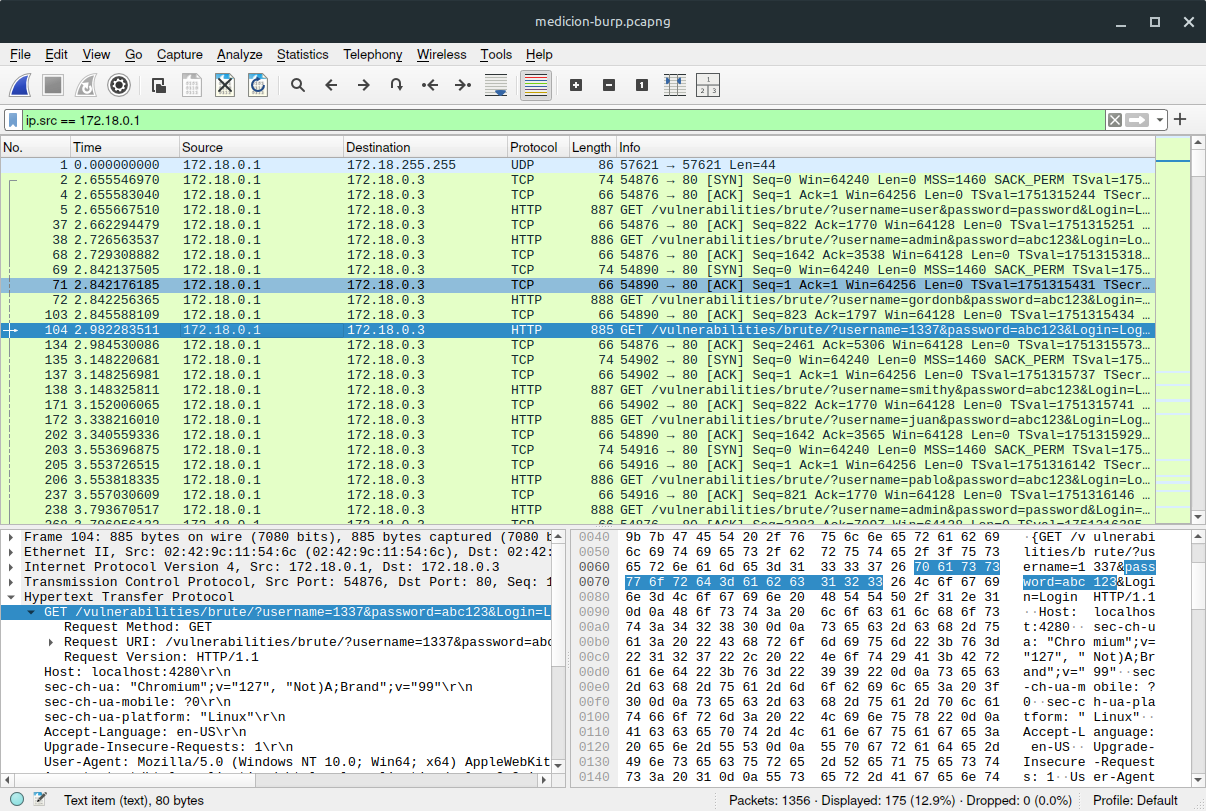 medicion-burp.pcapng
File Edit View Go Capture Analyze Statistics Telephony Wireless Tools Help
ip.src == 172.18.0.1
No. Time Source Destination Protocol Length Info
1 0.000000000 172.18.0.1 172.18.255.255 UDP 86 57621 → 57621 Len=44
2 2.655546970 172.18.0.1 172.18.0.3 TCP 74 54876 → 80 [SYN] Seq=0 Win=64240 Len=0 MSS=1460 SACK_PERM TSval=175…
4 2.655583040 172.18.0.1 172.18.0.3 TCP 66 54876 → 80 [ACK] Seq=1 Ack=1 Win=64256 Len=0 TSval=1751315244 TSecr…
5 2.655667510 172.18.0.1 172.18.0.3 HTTP 887 GET /vulnerabilities/brute/?username=user&password=password&Login=L…
37 2.662294479 172.18.0.1 172.18.0.3 TCP 66 54876 → 80 [ACK] Seq=822 Ack=1770 Win=64128 Len=0 TSval=1751315251 …
38 2.726563537 172.18.0.1 172.18.0.3 HTTP 886 GET /vulnerabilities/brute/?username=admin&password=abc123&Login=Lo…
68 2.729308882 172.18.0.1 172.18.0.3 TCP 66 54876 → 80 [ACK] Seq=1642 Ack=3538 Win=64128 Len=0 TSval=1751315318…
69 2.842137505 172.18.0.1 172.18.0.3 TCP 74 54890 → 80 [SYN] Seq=0 Win=64240 Len=0 MSS=1460 SACK_PERM TSval=175…
71 2.842176185 172.18.0.1 172.18.0.3 TCP 66 54890 → 80 [ACK] Seq=1 Ack=1 Win=64256 Len=0 TSval=1751315431 TSecr…
72 2.842256365 172.18.0.1 172.18.0.3 HTTP 888 GET /vulnerabilities/brute/?username=gordonb&password=abc123&Login=…
103 2.845588109 172.18.0.1 172.18.0.3 TCP 66 54890 → 80 [ACK] Seq=823 Ack=1797 Win=64128 Len=0 TSval=1751315434 …
104 2.982283511 172.18.0.1 172.18.0.3 HTTP 885 GET /vulnerabilities/brute/?username=1337&password=abc123&Login=Log…
134 2.984530086 172.18.0.1 172.18.0.3 TCP 66 54876 → 80 [ACK] Seq=2461 Ack=5306 Win=64128 Len=0 TSval=1751315573…
135 3.148220681 172.18.0.1 172.18.0.3 TCP 74 54902 → 80 [SYN] Seq=0 Win=64240 Len=0 MSS=1460 SACK_PERM TSval=175…
137 3.148256981 172.18.0.1 172.18.0.3 TCP 66 54902 → 80 [ACK] Seq=1 Ack=1 Win=64256 Len=0 TSval=1751315737 TSecr…
138 3.148325811 172.18.0.1 172.18.0.3 HTTP 887 GET /vulnerabilities/brute/?username=smithy&password=abc123&Login=L…
171 3.152006065 172.18.0.1 172.18.0.3 TCP 66 54902 → 80 [ACK] Seq=822 Ack=1770 Win=64128 Len=0 TSval=1751315741 …
172 3.338216010 172.18.0.1 172.18.0.3 HTTP 885 GET /vulnerabilities/brute/?username=juan&password=abc123&Login=Log…
202 3.340559336 172.18.0.1 172.18.0.3 TCP 66 54890 → 80 [ACK] Seq=1642 Ack=3565 Win=64128 Len=0 TSval=1751315929…
203 3.553696875 172.18.0.1 172.18.0.3 TCP 74 54916 → 80 [SYN] Seq=0 Win=64240 Len=0 MSS=1460 SACK_PERM TSval=175…
205 3.553726515 172.18.0.1 172.18.0.3 TCP 66 54916 → 80 [ACK] Seq=1 Ack=1 Win=64256 Len=0 TSval=1751316142 TSecr…
206 3.553818335 172.18.0.1 172.18.0.3 HTTP 886 GET /vulnerabilities/brute/?username=pablo&password=abc123&Login=Lo…
237 3.557030609 172.18.0.1 172.18.0.3 TCP 66 54916 → 80 [ACK] Seq=821 Ack=1770 Win=64128 Len=0 TSval=1751316146 …
238 3.793670517 172.18.0.1 172.18.0.3 HTTP 888 GET /vulnerabilities/brute/?username=admin&password=password&Login=…
Frame 104: 885 bytes on wire (7080 bits), 885 bytes captured (7080 b
Ethernet II, Src: 02:42:9c:11:54:6c (02:42:9c:11:54:6c), Dst: 02:42:
Internet Protocol Version 4, Src: 172.18.0.1, Dst: 172.18.0.3
Transmission Control Protocol, Src Port: 54876, Dst Port: 80, Seq: 1
Hypertext Transfer Protocol
GET /vulnerabilities/brute/?username=1337&password=abc123&Login=L
Request Method: GET
Request URI: /vulnerabilities/brute/?username=1337&password=abc
Request Version: HTTP/1.1
Host: localhost:4280\r\n
sec-ch-ua: "Chromium";v="127", "Not)A;Brand";v="99"\r\n
sec-ch-ua-mobile: ?0\r\n
sec-ch-ua-platform: "Linux"\r\n
Accept-Language: en-US\r\n
Upgrade-Insecure-Requests: 1\r\n
User-Agent: Mozilla/5.0 (Windows NT 10.0; Win64; x64) AppleWebKit
0040 9b 7b 47 45 54 20 2f 76 75 6c 6e 65 72 61 62 69 ·{GET /v ulnerabi
0050 6c 69 74 69 65 73 2f 62 72 75 74 65 2f 3f 75 73 lities/b rute/?us
0060 65 72 6e 61 6d 65 3d 31 33 33 37 26 70 61 73 73 ername=1 337&pass
0070 77 6f 72 64 3d 61 62 63 31 32 33 26 4c 6f 67 69 word=abc 123&Logi
0080 6e 3d 4c 6f 67 69 6e 20 48 54 54 50 2f 31 2e 31 n=Login HTTP/1.1
0090 0d 0a 48 6f 73 74 3a 20 6c 6f 63 61 6c 68 6f 73 ··Host: localhos
00a0 74 3a 34 32 38 30 0d 0a 73 65 63 2d 63 68 2d 75 t:4280·· sec-ch-u
00b0 61 3a 20 22 43 68 72 6f 6d 69 75 6d 22 3b 76 3d a: "Chro mium";v=
00c0 22 31 32 37 22 2c 20 22 4e 6f 74 29 41 3b 42 72 "127", " Not)A;Br
00d0 61 6e 64 22 3b 76 3d 22 39 39 22 0d 0a 73 65 63 and";v=" 99"··sec
00e0 2d 63 68 2d 75 61 2d 6d 6f 62 69 6c 65 3a 20 3f -ch-ua-m obile: ?
00f0 30 0d 0a 73 65 63 2d 63 68 2d 75 61 2d 70 6c 61 0··sec-c h-ua-pla
0100 74 66 6f 72 6d 3a 20 22 4c 69 6e 75 78 22 0d 0a tform: " Linux"··
0110 41 63 63 65 70 74 2d 4c 61 6e 67 75 61 67 65 3a Accept-L anguage:
0120 20 65 6e 2d 55 53 0d 0a 55 70 67 72 61 64 65 2d en-US·· Upgrade-
0130 49 6e 73 65 63 75 72 65 2d 52 65 71 75 65 73 74 Insecure -Request
0140 73 3a 20 31 0d 0a 55 73 65 72 2d 41 67 65 6e 74 s: 1··Us er-Agent
Text item (text), 80 bytes
Packets: 1356 · Displayed: 175 (12.9%) · Dropped: 0 (0.0%)
Profile: Default